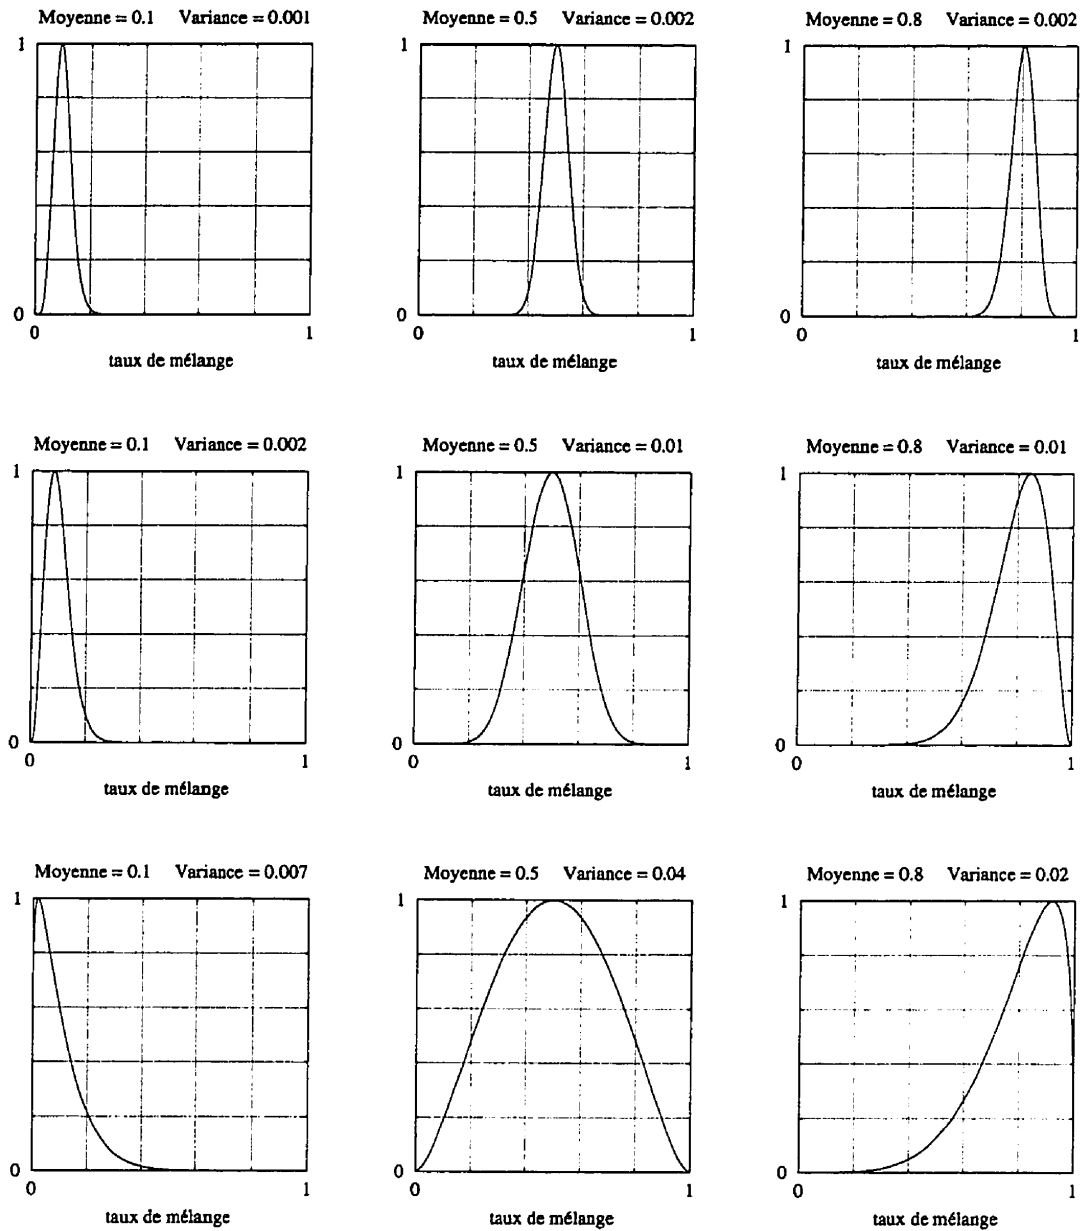 Moyenne = 0.1 Variance = 0.001
1
0
0 1
taux de mélange
Moyenne = 0.5 Variance = 0.002
1
0
0 1
taux de mélange
Moyenne = 0.8 Variance = 0.002
1
0
0 1
taux de mélange
Moyenne = 0.1 Variance = 0.002
1
0
0 1
taux de mélange
Moyenne = 0.5 Variance = 0.01
1
0
0 1
taux de mélange
Moyenne = 0.8 Variance = 0.01
1
0
0 1
taux de mélange
Moyenne = 0.1 Variance = 0.007
1
0
0 1
taux de mélange
Moyenne = 0.5 Variance = 0.04
1
0
0 1
taux de mélange
Moyenne = 0.8 Variance = 0.02
1
0
0 1
taux de mélange